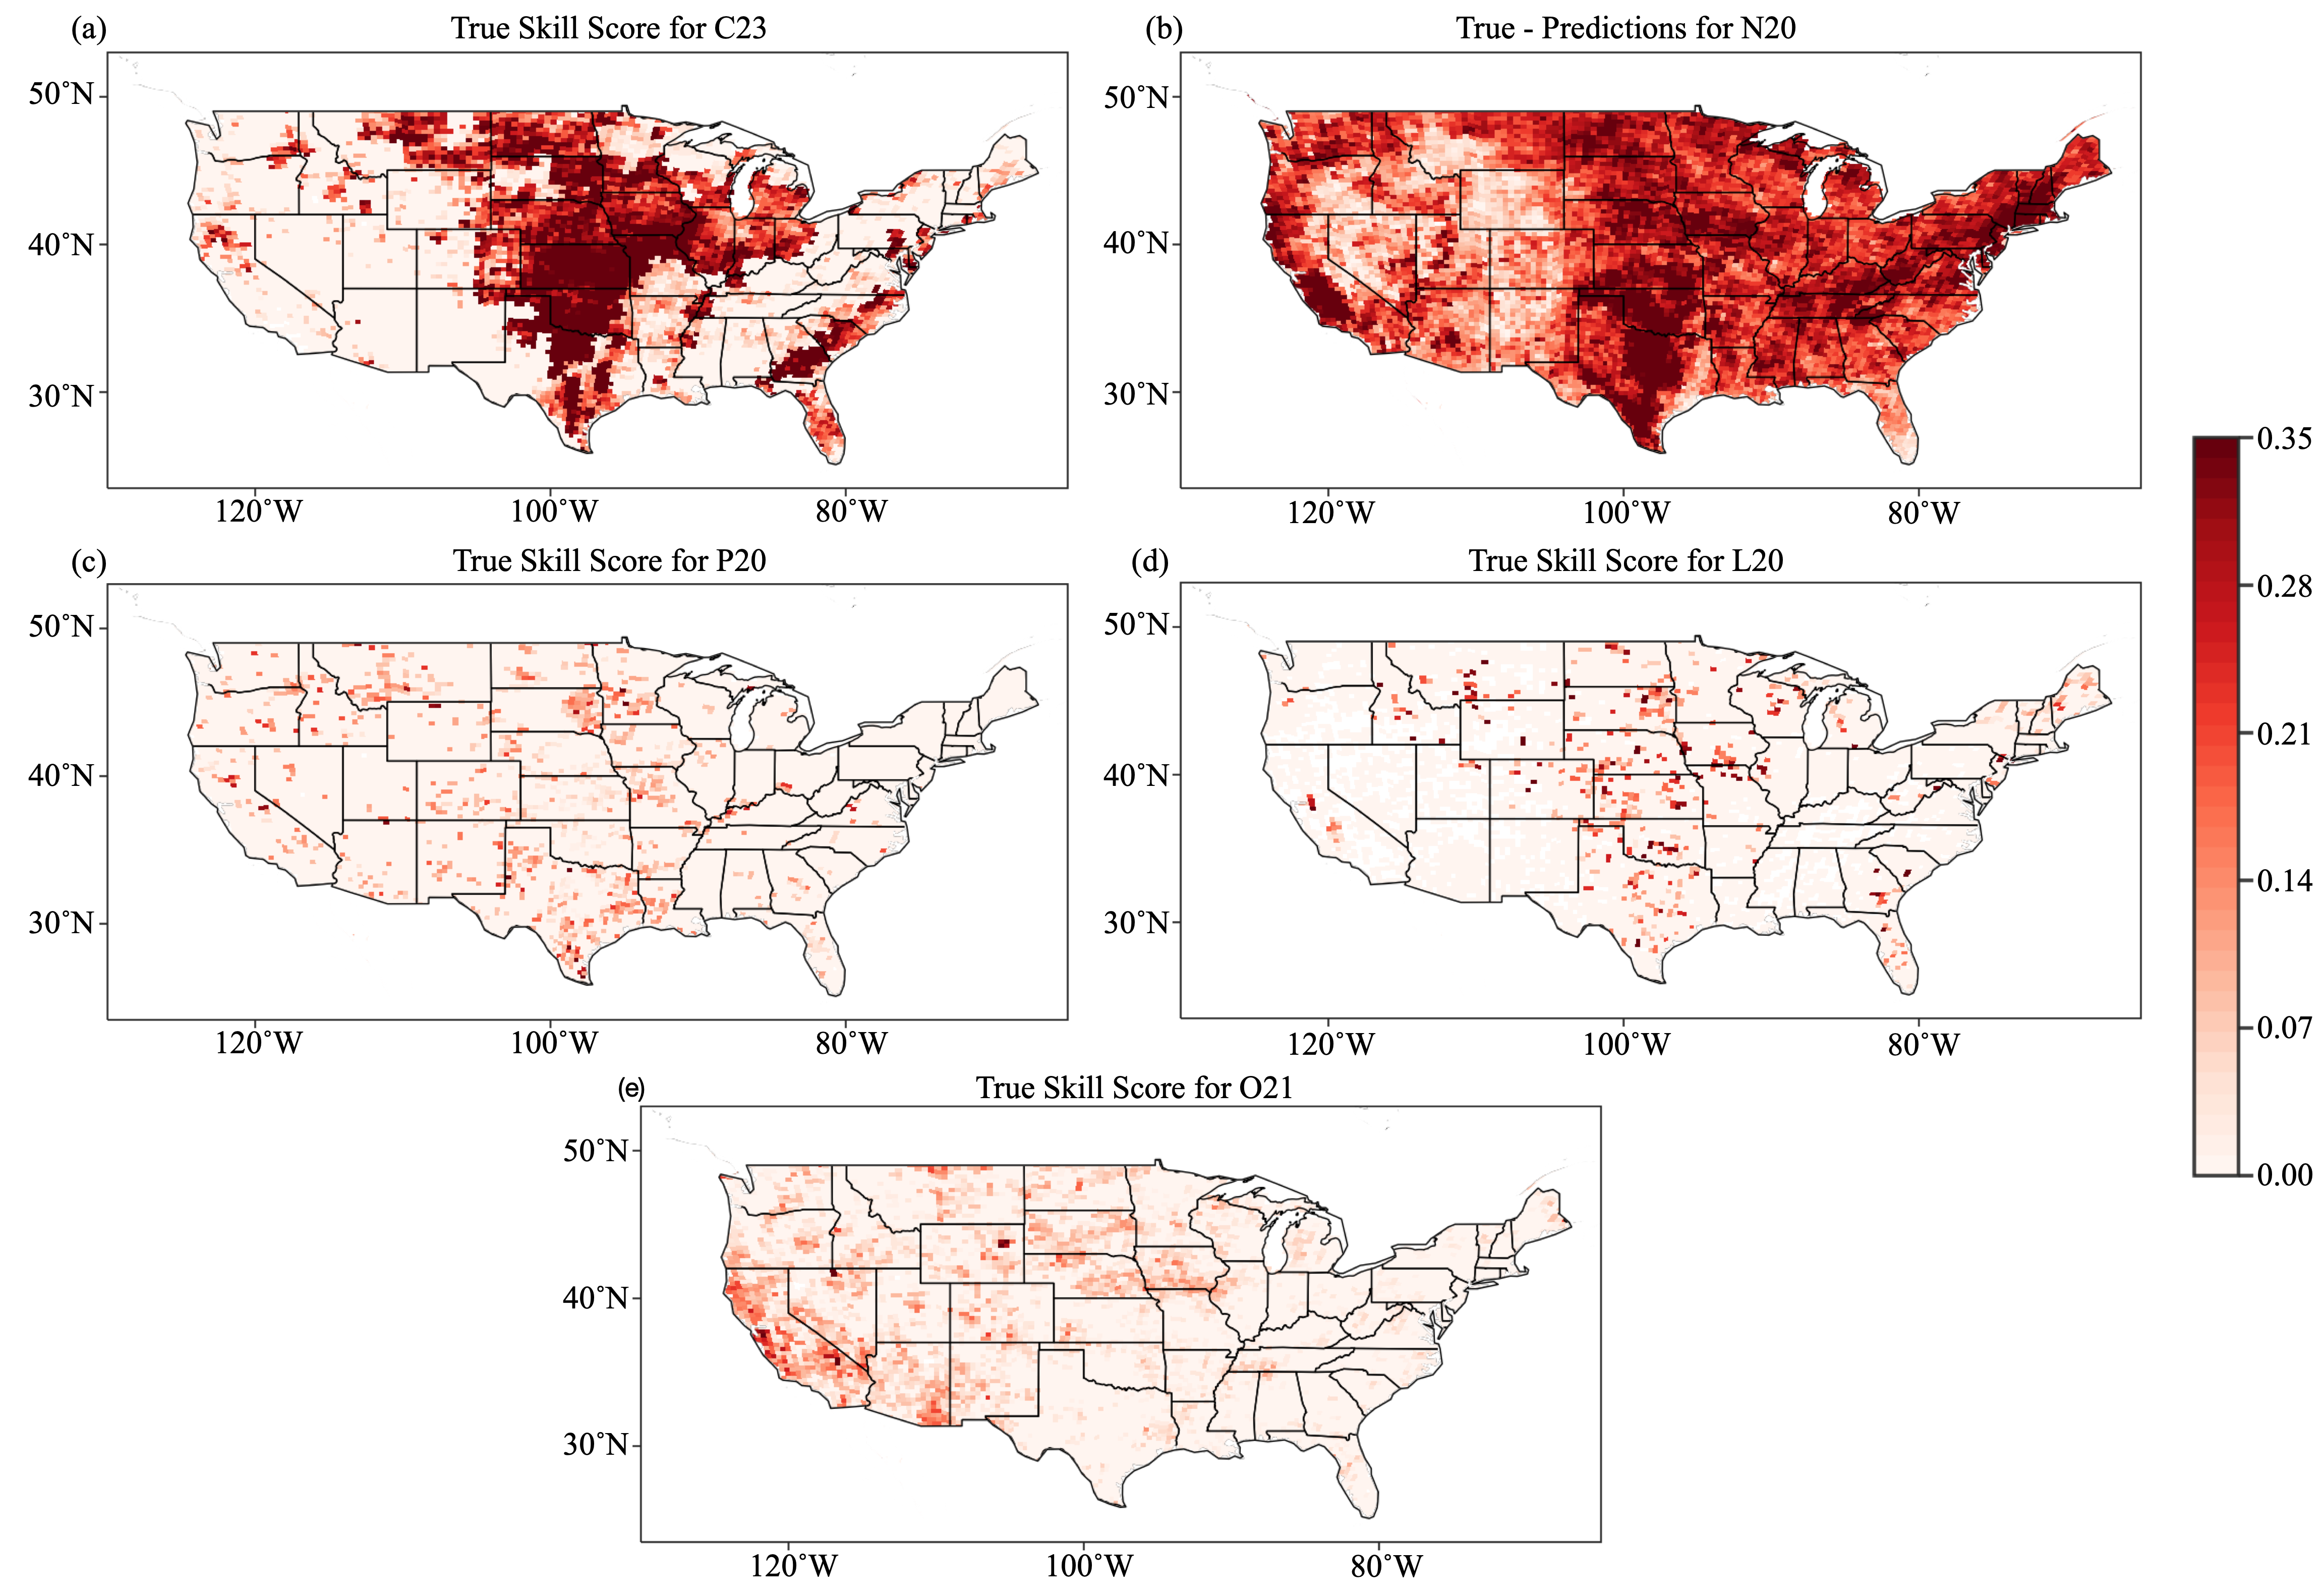 (a) True Skill Score for C23
50°N
40°N
30°N
120°W 100°W 80°W
(b) True - Predictions for N20
50°N
40°N
30°N
120°W 100°W 80°W
(c) True Skill Score for P20
50°N
40°N
30°N
120°W 100°W 80°W
(d) True Skill Score for L20
50°N
40°N
30°N
120°W 100°W 80°W
(e) True Skill Score for O21
50°N
40°N
30°N
120°W 100°W 80°W
0.35
0.28
0.21
0.14
0.07
0.00